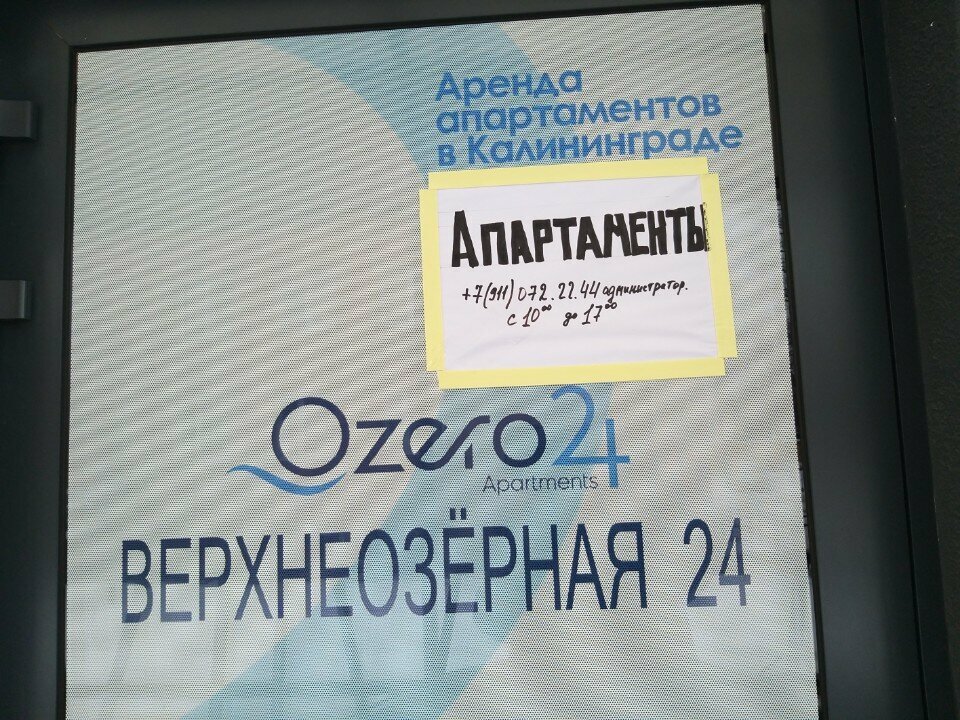 Аренда
апартаментов
в Калининграде
Апартаменты
+7(911) 072.22.44 администратор.
с 10⁰⁰ до 17⁰⁰
Ozero24
Apartments
ВЕРХНЕОЗЁРНАЯ 24